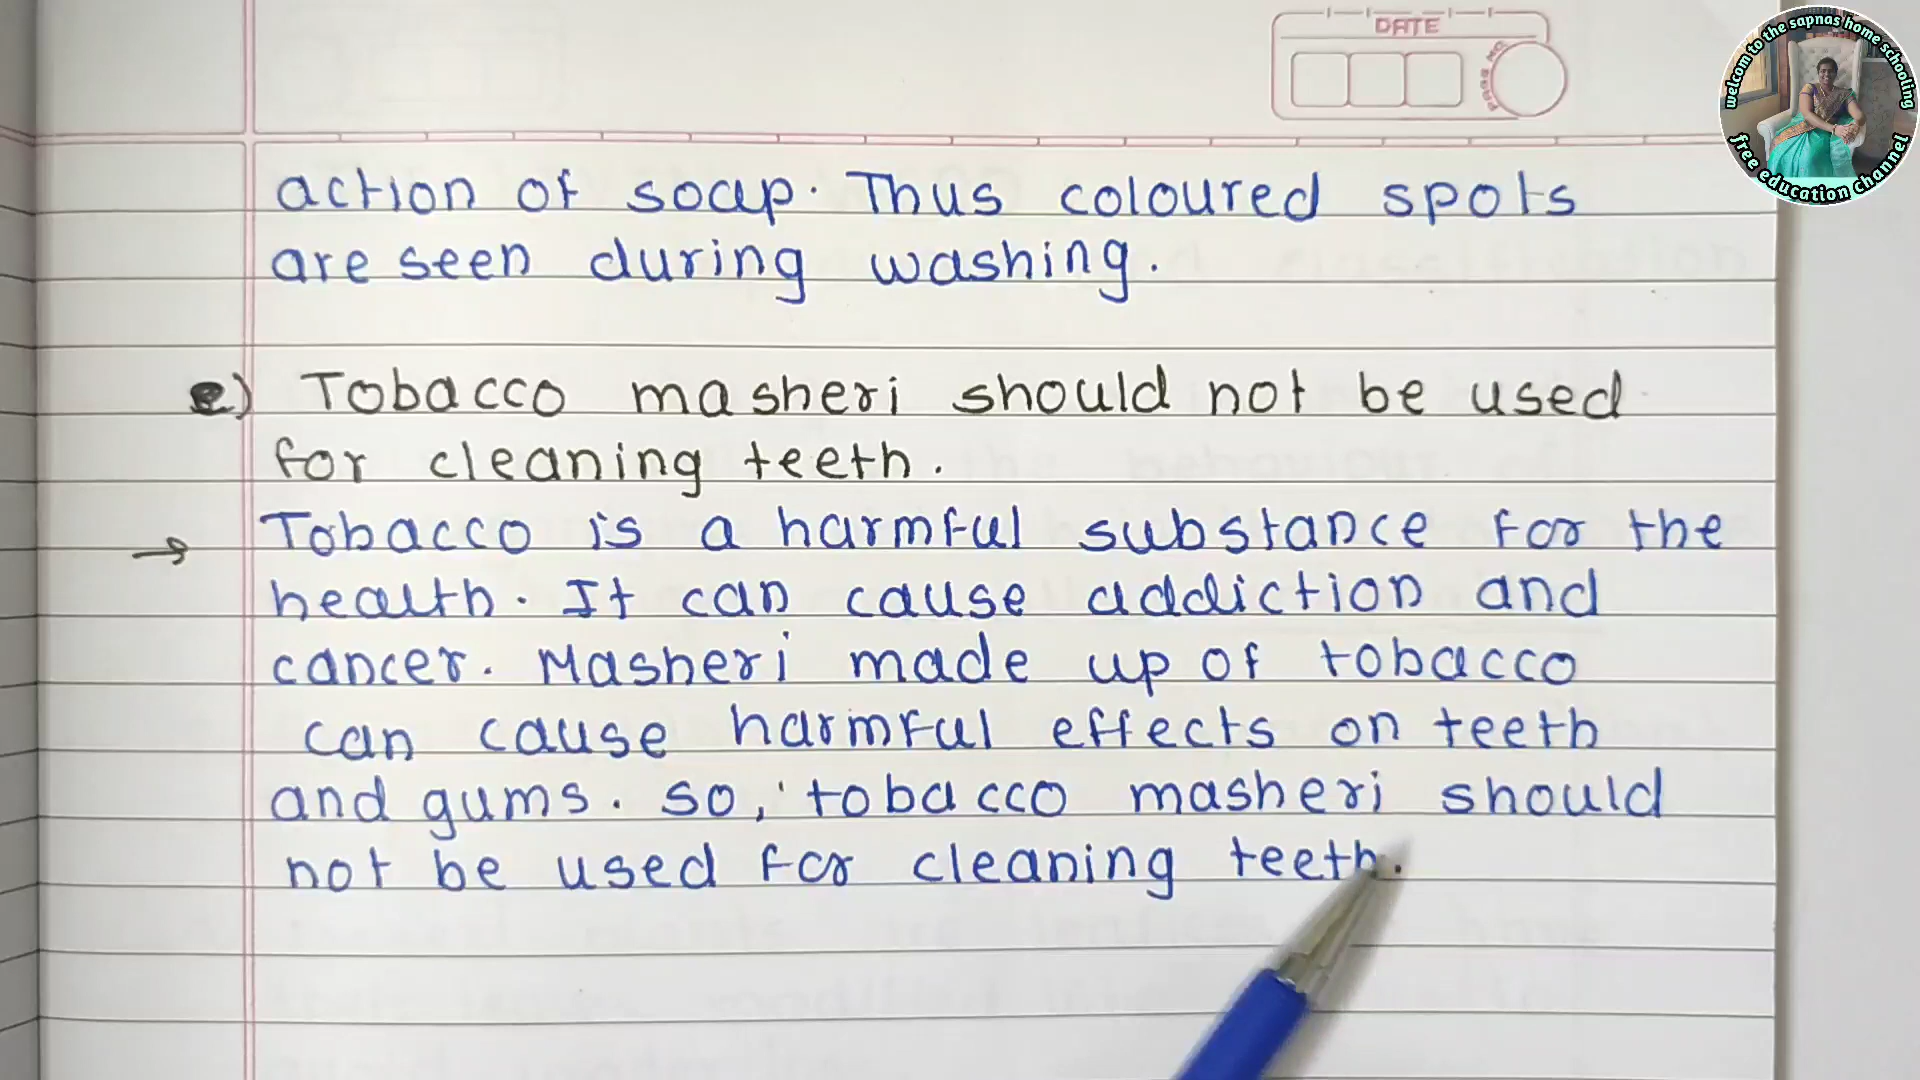 DATE
PAGE NO.
welcom to the sapnas home schooling
free education channel
action of soap. Thus coloured spots
are seen during washing.
e) Tobacco masheri should not be used
for cleaning teeth.
→ Tobacco is a harmful substance for the
health. It can cause addiction and
cancer. Masheri made up of tobacco
can cause harmful effects on teeth
and gums. so, tobacco masheri should
not be used for cleaning teeth.